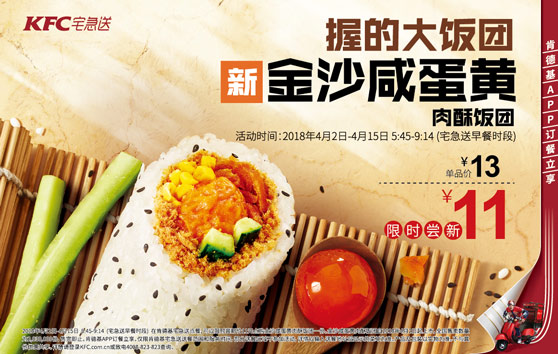 KFC宅急送
握的大饭团
新 金沙咸蛋黄
肉酥饭团
活动时间:2018年4月2日-4月15日 5:45-9:14 (宅急送早餐时段)
¥13
单品价
限时尝新 ¥11
肯德基APP订餐立享